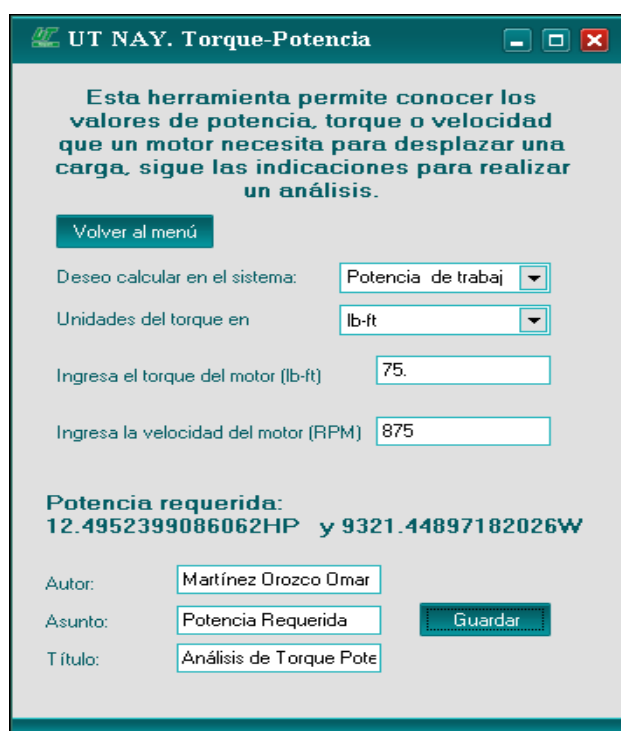 UT NAY. Torque-Potencia
Esta herramienta permite conocer los
valores de potencia, torque o velocidad
que un motor necesita para desplazar una
carga, sigue las indicaciones para realizar
un análisis.
Volver al menú
Deseo calcular en el sistema: Potencia de trabaj
Unidades del torque en lb-ft
Ingresa el torque del motor (lb-ft) 75.
Ingresa la velocidad del motor (RPM) 875
Potencia requerida:
12.4952399086062HP y 9321.44897182026W
Autor: Martínez Orozco Omar
Asunto: Potencia Requerida Guardar
Título: Análisis de Torque Pote